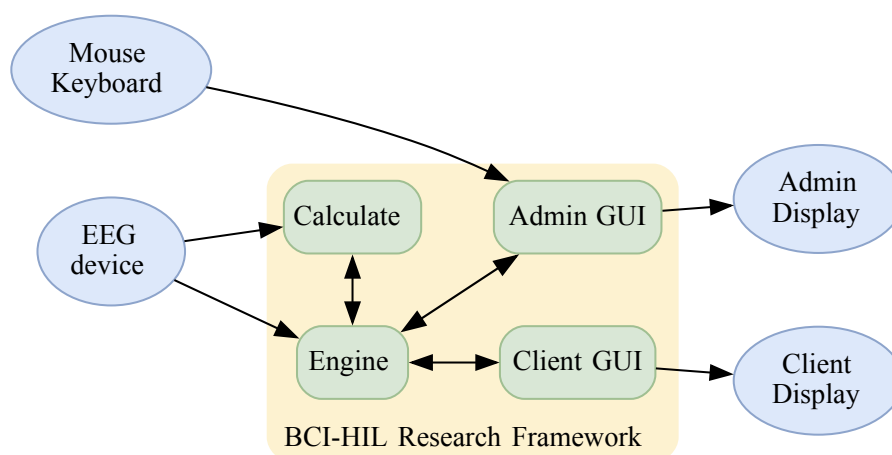 Mouse
Keyboard
Calculate
Admin GUI
Admin
Display
EEG
device
Engine
Client GUI
Client
Display
BCI-HIL Research Framework